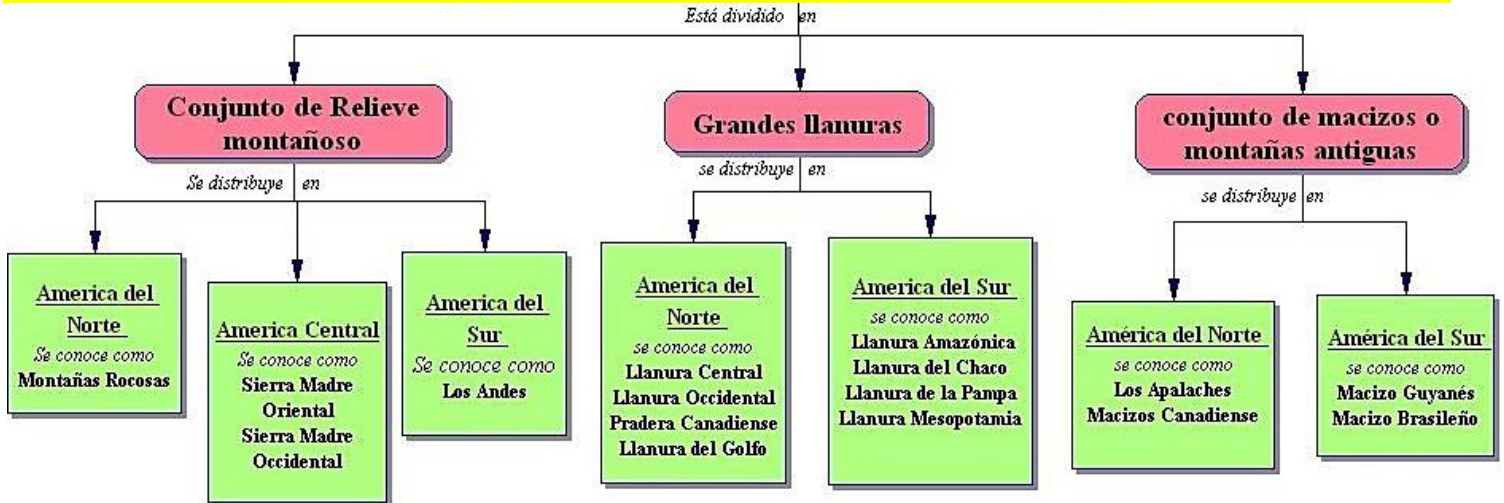 Está dividido en
Conjunto de Relieve
montañoso
Se distribuye en
America del
Norte
Se conoce como
Montañas Rocosas
America Central
Se conoce como
Sierra Madre
Oriental
Sierra Madre
Occidental
America del
Sur
Se conoce como
Los Andes
Grandes llanuras
se distribuye en
America del
Norte
se conoce como
Llanura Central
Llanura Occidental
Pradera Canadiense
Llanura del Golfo
America del Sur
se conoce como
Llanura Amazónica
Llanura del Chaco
Llanura de la Pampa
Llanura Mesopotamia
conjunto de macizos o
montañas antiguas
se distribuye en
América del Norte
se conoce como
Los Apalaches
Macizos Canadiense
América del Sur
se conoce como
Macizo Guyanés
Macizo Brasileño